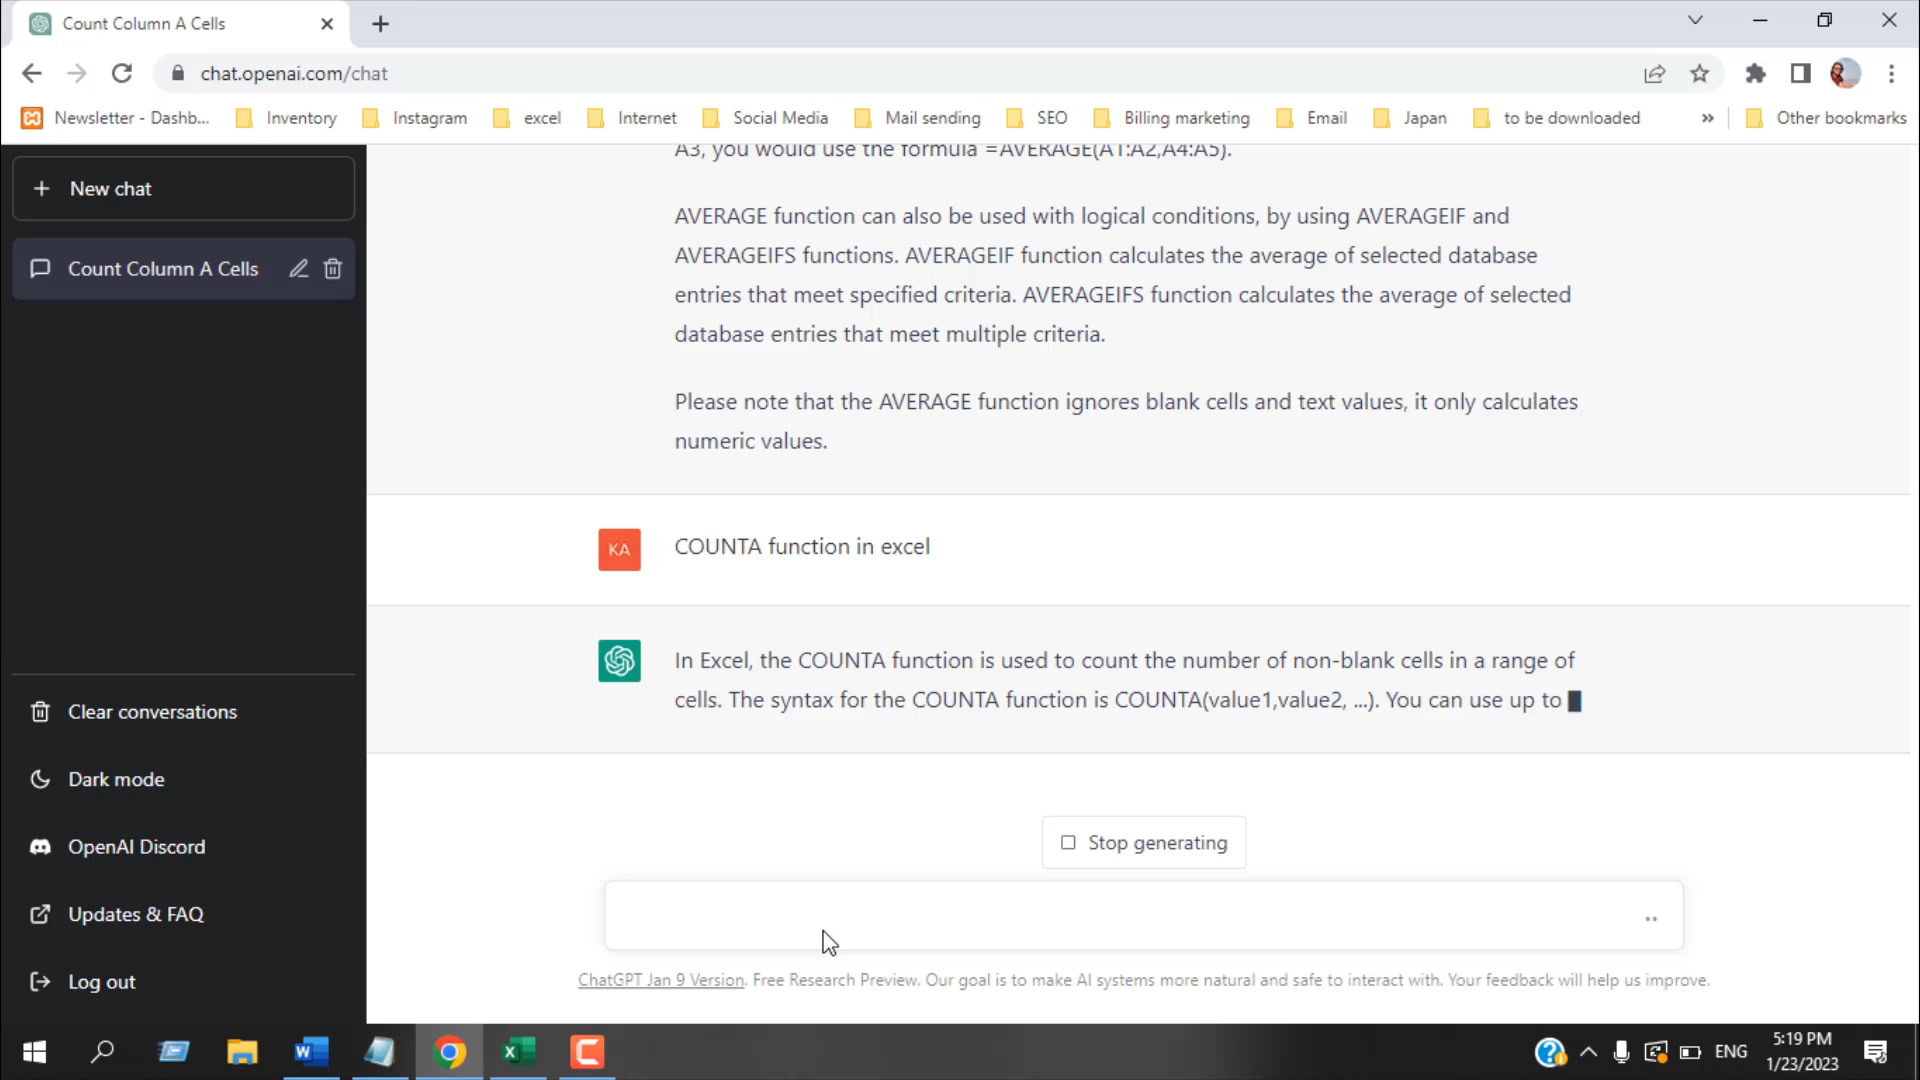 Count Column A Cells
chat.openai.com/chat
Newsletter - Dashb... Inventory Instagram excel Internet Social Media Mail sending SEO Billing marketing Email Japan to be downloaded » Other bookmarks
New chat
Count Column A Cells
Clear conversations
Dark mode
OpenAI Discord
Updates & FAQ
Log out
A3, you would use the formula =AVERAGE(A1:A2,A4:A5).
AVERAGE function can also be used with logical conditions, by using AVERAGEIF and
AVERAGEIFS functions. AVERAGEIF function calculates the average of selected database
entries that meet specified criteria. AVERAGEIFS function calculates the average of selected
database entries that meet multiple criteria.
Please note that the AVERAGE function ignores blank cells and text values, it only calculates
numeric values.
KA COUNTA function in excel
In Excel, the COUNTA function is used to count the number of non-blank cells in a range of
cells. The syntax for the COUNTA function is COUNTA(value1,value2, ...). You can use up to
Stop generating
ChatGPT Jan 9 Version. Free Research Preview. Our goal is to make AI systems more natural and safe to interact with. Your feedback will help us improve.
ENG
5:19 PM
1/23/2023